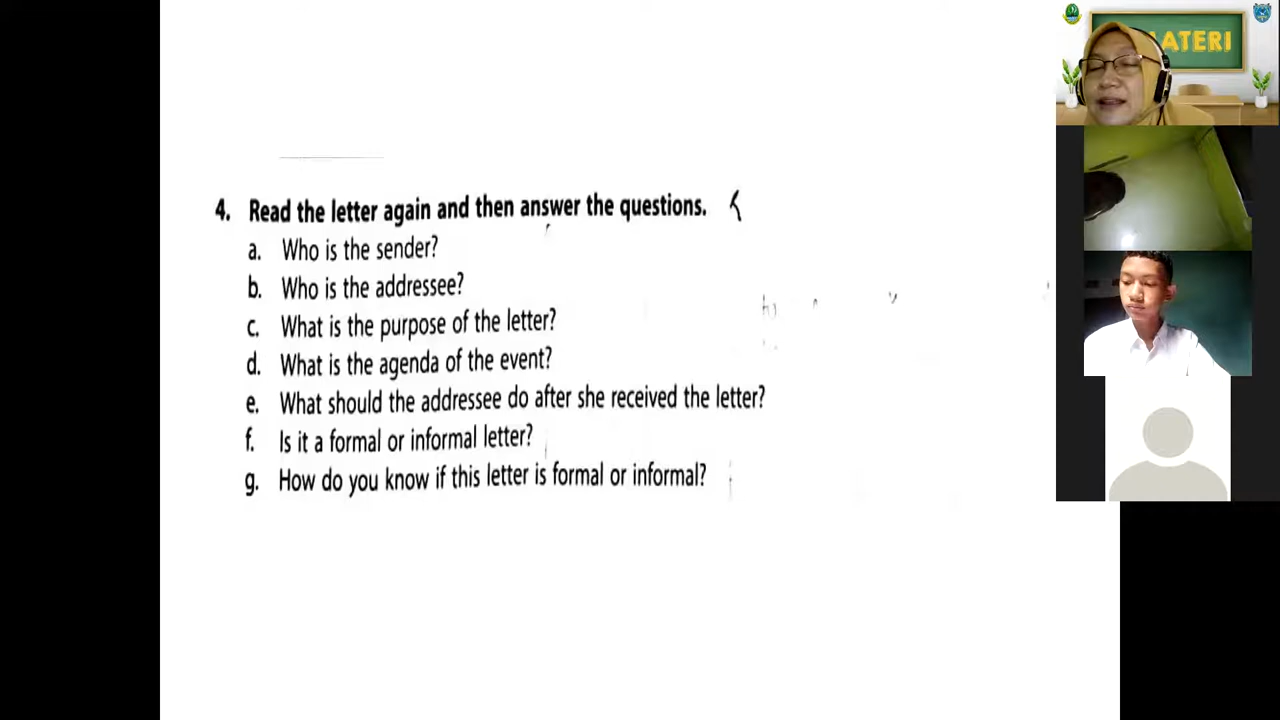 MATERI
4. Read the letter again and then answer the questions.
a. Who is the sender?
b. Who is the addressee?
c. What is the purpose of the letter?
d. What is the agenda of the event?
e. What should the addressee do after she received the letter?
f. Is it a formal or informal letter?
g. How do you know if this letter is formal or informal?